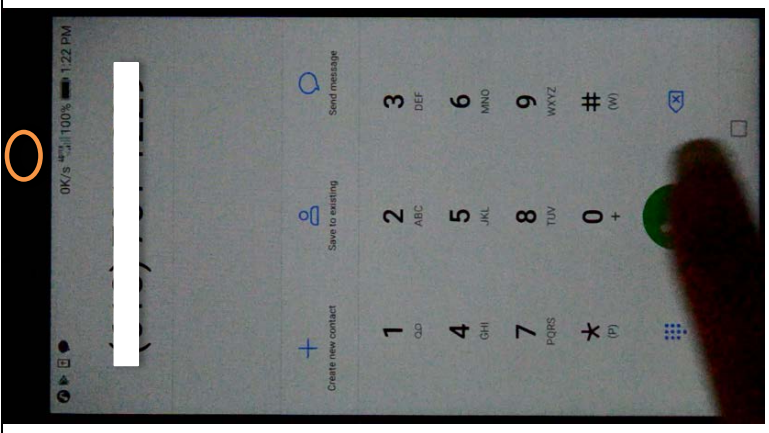 0K/s 100% 1:22 PM
Create new contact Save to existing Send message
1 2 3
ABC DEF
4 5 6
GHI JKL MNO
7 8 9
PQRS TUV WXYZ
* 0 #
(P) + (W)